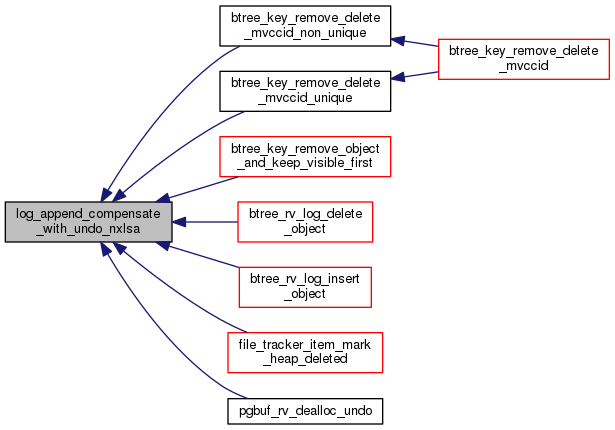 btree_key_remove_delete
_mvccid_non_unique
btree_key_remove_delete
_mvccid
btree_key_remove_delete
_mvccid_unique
btree_key_remove_object
_and_keep_visible_first
log_append_compensate
_with_undo_nxlsa
btree_rv_log_delete
_object
btree_rv_log_insert
_object
file_tracker_item_mark
_heap_deleted
pgbuf_rv_dealloc_undo